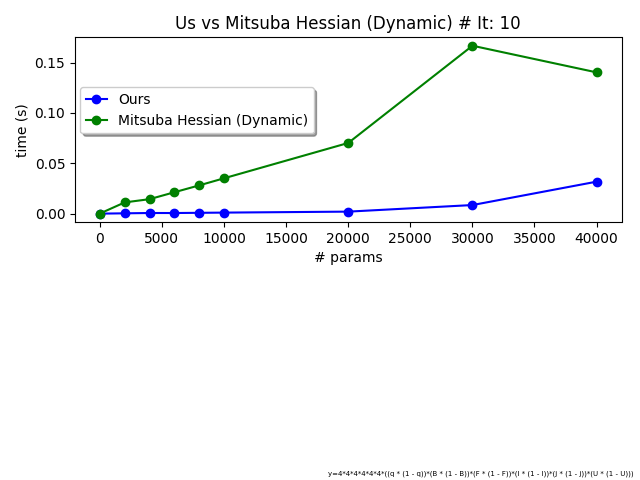 Us vs Mitsuba Hessian (Dynamic) # It: 10
time (s)
0.15
0.10
0.05
0.00
Ours
Mitsuba Hessian (Dynamic)
0 5000 10000 15000 20000 25000 30000 35000 40000
# params
y=4*4*4*4*4*4*((q * (1 - q))*(B * (1 - B))*(F * (1 - F))*(l * (1 - l))*(j * (1 - j))*(U * (1 - U)))